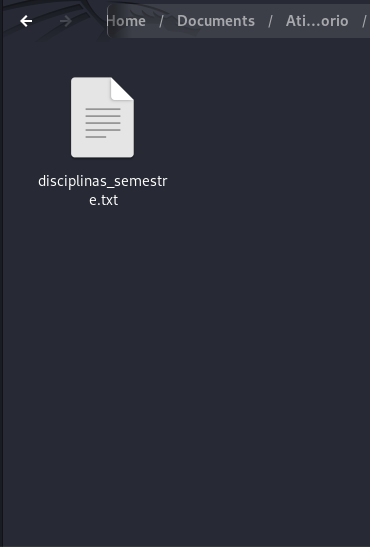 Home / Documents / Ati...orio /
disciplinas_semestr
e.txt